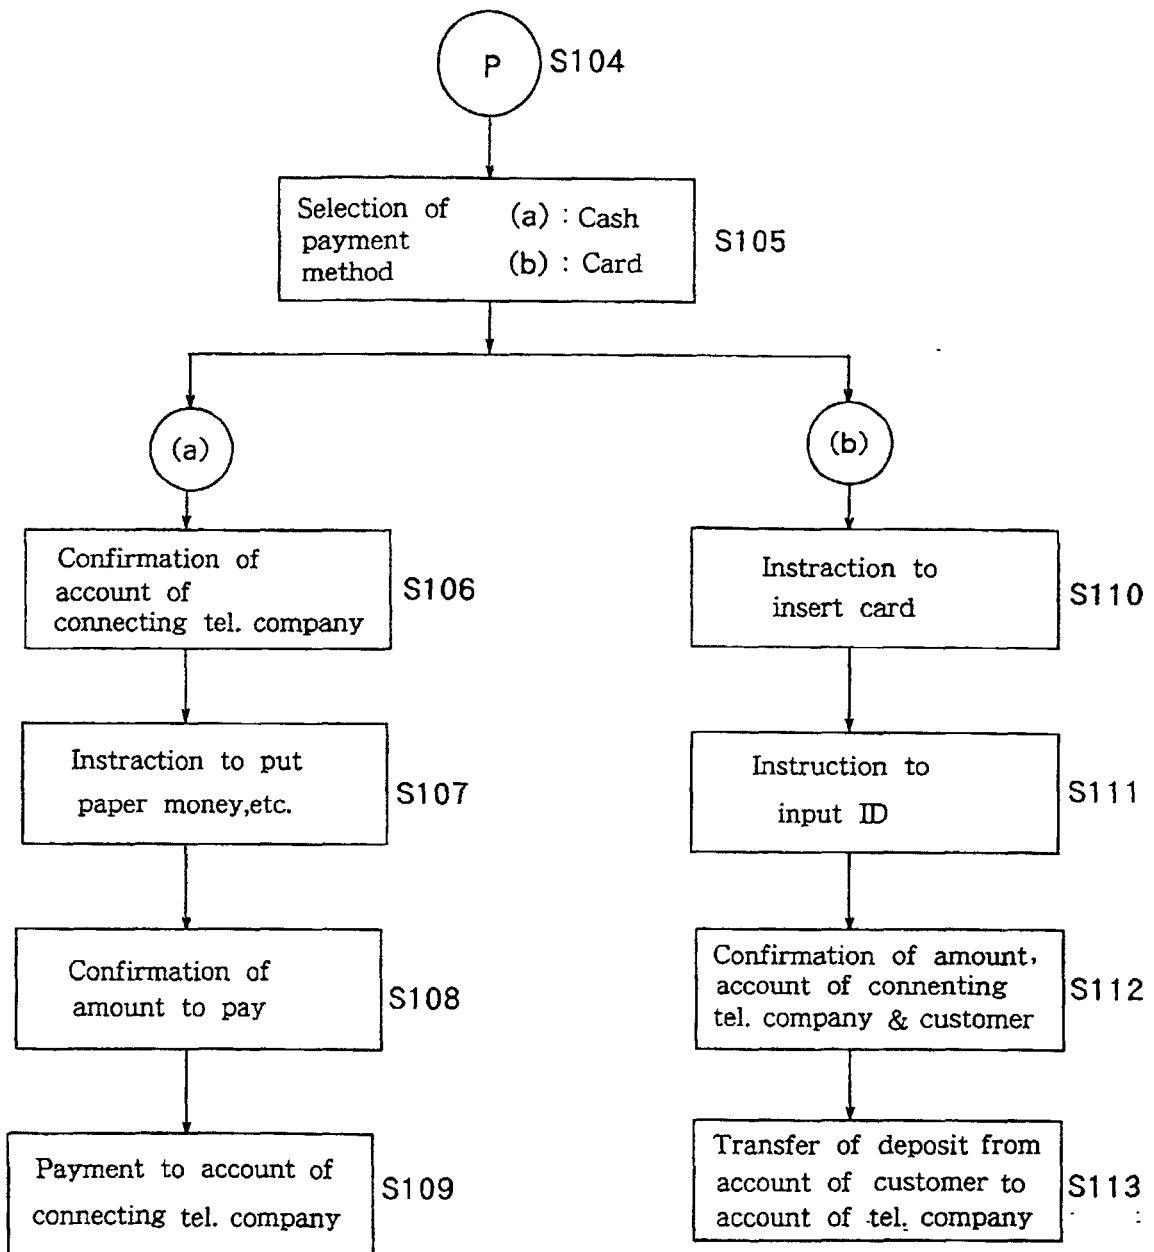 P S104
Selection of (a) : Cash
payment
method (b) : Card
S105
(a)
Confirmation of
account of
connecting tel. company
S106
Instraction to put
paper money,etc.
S107
Confirmation of
amount to pay
S108
Payment to account of
connecting tel. company
S109
(b)
Instraction to
insert card
S110
Instruction to
input ID
S111
Confirmation of amount,
account of connenting
tel. company & customer
S112
Transfer of deposit from
account of customer to
account of tel. company
S113